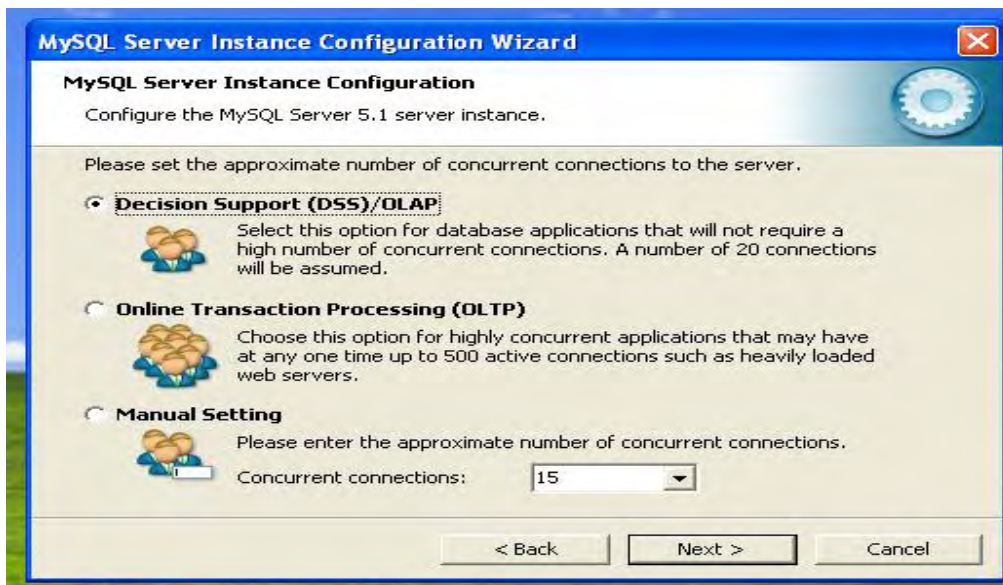 MySQL Server Instance Configuration Wizard
MySQL Server Instance Configuration
Configure the MySQL Server 5.1 server instance.
Please set the approximate number of concurrent connections to the server.
Decision Support (DSS)/OLAP
Select this option for database applications that will not require a
high number of concurrent connections. A number of 20 connections
will be assumed.
Online Transaction Processing (OLTP)
Choose this option for highly concurrent applications that may have
at any one time up to 500 active connections such as heavily loaded
web servers.
Manual Setting
Please enter the approximate number of concurrent connections.
Concurrent connections: 15
< Back Next > Cancel